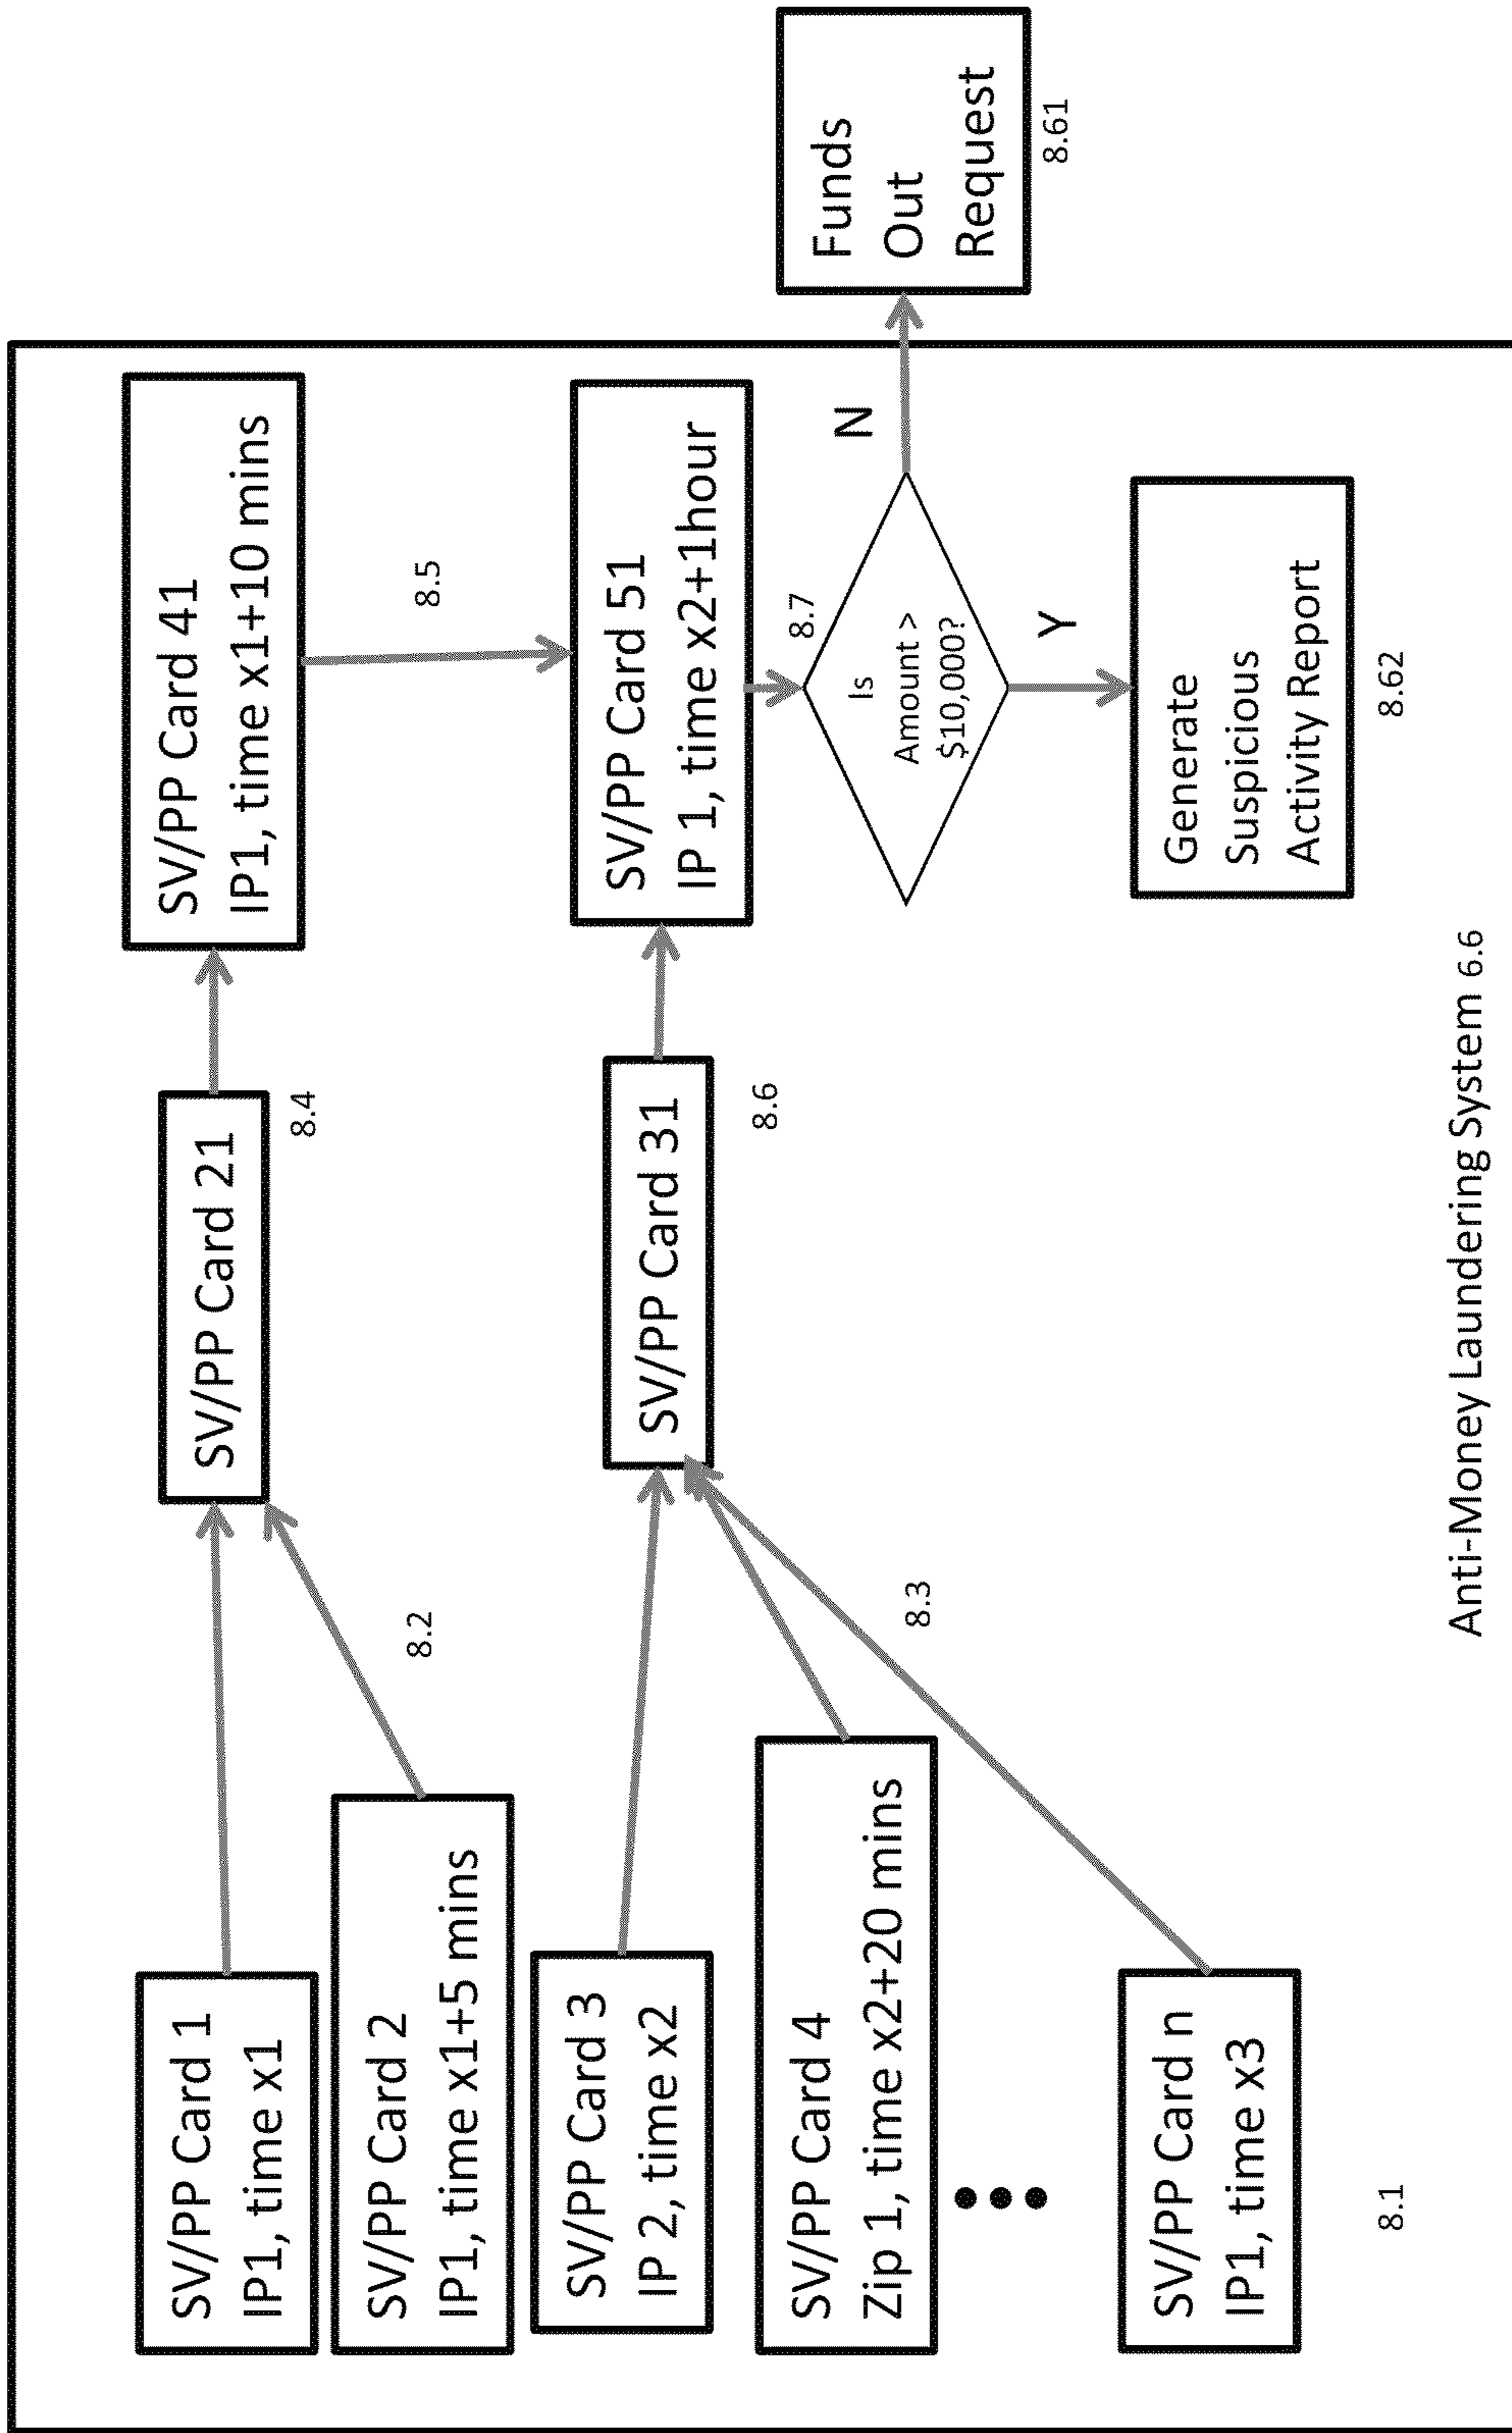 SV/PP Card 1
IP1, time x1
SV/PP Card 2
IP1, time x1+5 mins
8.2
SV/PP Card 3
IP 2, time x2
SV/PP Card 4
Zip 1, time x2+20 mins
8.3
SV/PP Card n
IP1, time x3
8.1
SV/PP Card 21
8.4
SV/PP Card 31
8.6
SV/PP Card 41
IP1, time x1+10 mins
8.5
SV/PP Card 51
IP 1, time x2+1hour
8.7
Is
Amount >
$10,000?
N
Y
Funds
Out
Request
8.61
Generate
Suspicious
Activity Report
8.62
Anti-Money Laundering System 6.6